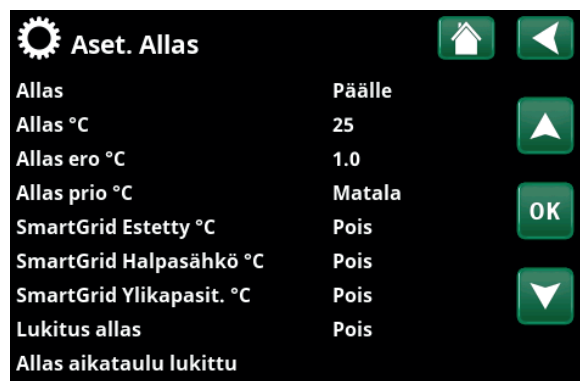 Aset. Allas
Allas Päälle
Allas °C 25
Allas ero °C 1.0
Allas prio °C Matala
SmartGrid Estetty °C Pois
SmartGrid Halpasähkö °C Pois
SmartGrid Ylikapasit. °C Pois
Lukitus allas Pois
Allas aikataulu lukittu
OK